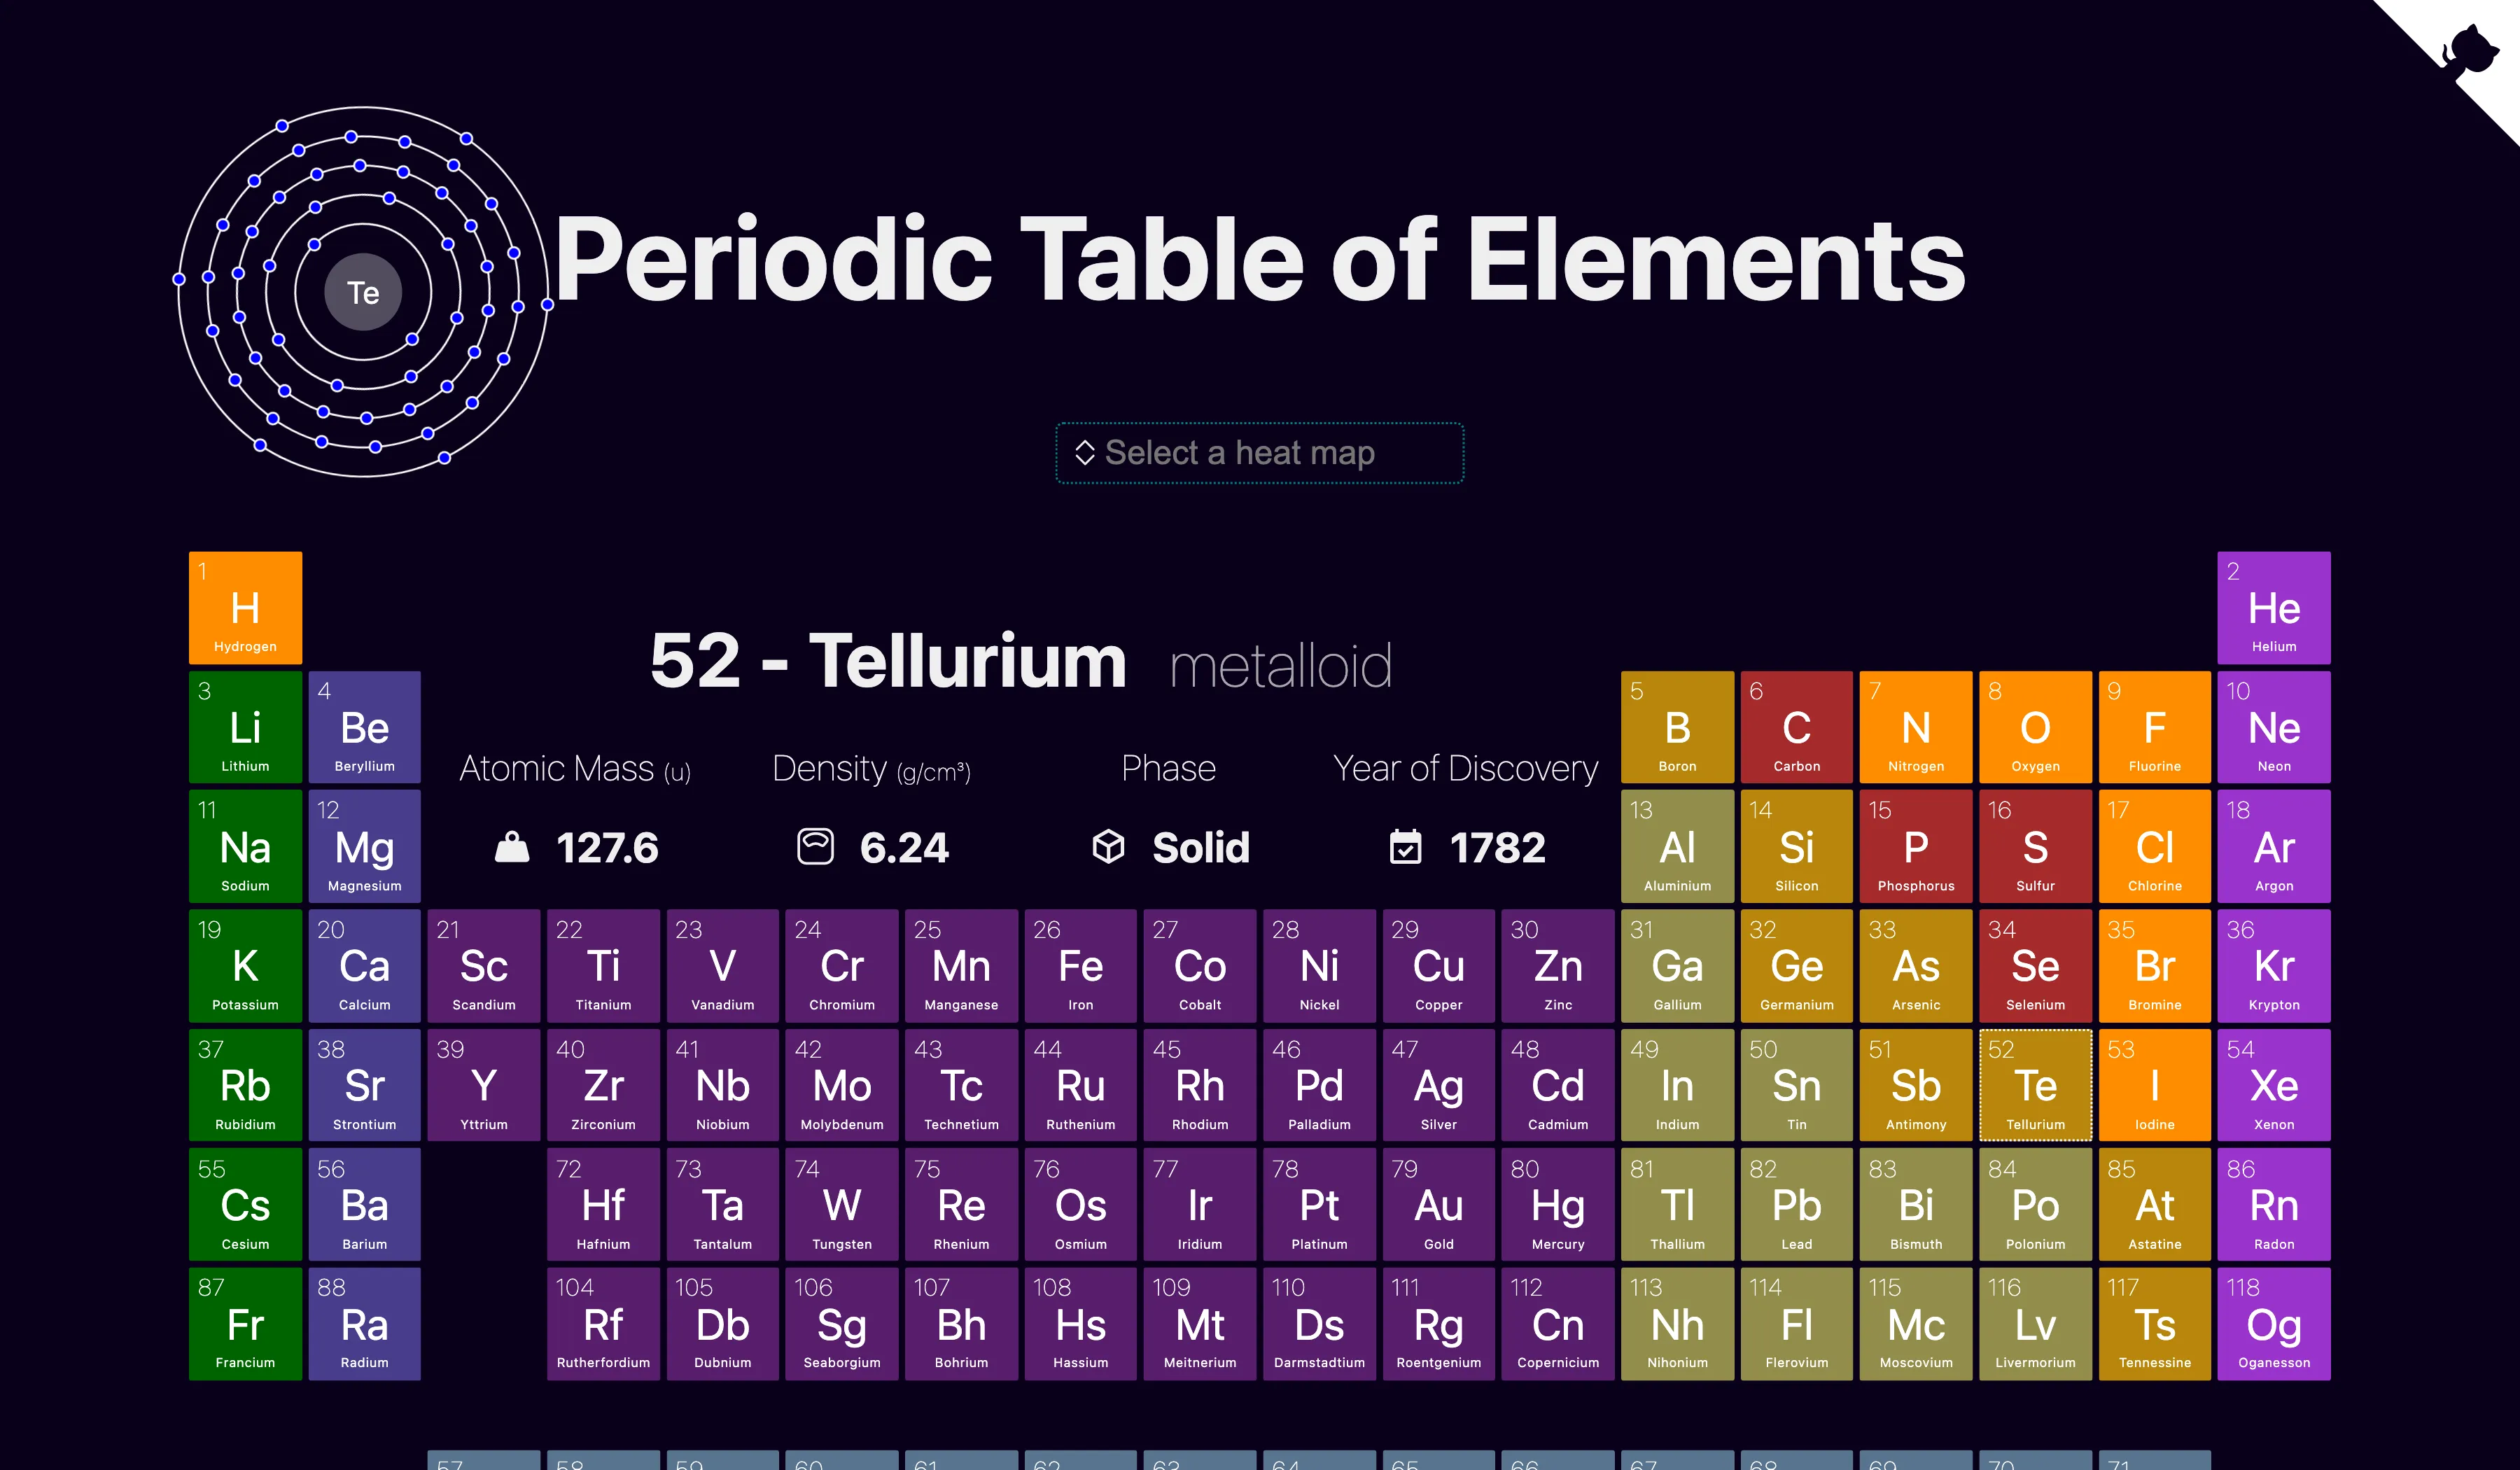 Te
Periodic Table of Elements
Select a heat map
1
H
Hydrogen
2
He
Helium
52 - Tellurium metalloid
Atomic Mass (u)
127.6
Density (g/cm³)
6.24
Phase
Solid
Year of Discovery
1782
3
Li
Lithium
4
Be
Beryllium
5
B
Boron
6
C
Carbon
7
N
Nitrogen
8
O
Oxygen
9
F
Fluorine
10
Ne
Neon
11
Na
Sodium
12
Mg
Magnesium
13
Al
Aluminium
14
Si
Silicon
15
P
Phosphorus
16
S
Sulfur
17
Cl
Chlorine
18
Ar
Argon
19
K
Potassium
20
Ca
Calcium
21
Sc
Scandium
22
Ti
Titanium
23
V
Vanadium
24
Cr
Chromium
25
Mn
Manganese
26
Fe
Iron
27
Co
Cobalt
28
Ni
Nickel
29
Cu
Copper
30
Zn
Zinc
31
Ga
Gallium
32
Ge
Germanium
33
As
Arsenic
34
Se
Selenium
35
Br
Bromine
36
Kr
Krypton
37
Rb
Rubidium
38
Sr
Strontium
39
Y
Yttrium
40
Zr
Zirconium
41
Nb
Niobium
42
Mo
Molybdenum
43
Tc
Technetium
44
Ru
Ruthenium
45
Rh
Rhodium
46
Pd
Palladium
47
Ag
Silver
48
Cd
Cadmium
49
In
Indium
50
Sn
Tin
51
Sb
Antimony
52
Te
Tellurium
53
I
Iodine
54
Xe
Xenon
55
Cs
Cesium
56
Ba
Barium
72
Hf
Hafnium
73
Ta
Tantalum
74
W
Tungsten
75
Re
Rhenium
76
Os
Osmium
77
Ir
Iridium
78
Pt
Platinum
79
Au
Gold
80
Hg
Mercury
81
Tl
Thallium
82
Pb
Lead
83
Bi
Bismuth
84
Po
Polonium
85
At
Astatine
86
Rn
Radon
87
Fr
Francium
88
Ra
Radium
104
Rf
Rutherfordium
105
Db
Dubnium
106
Sg
Seaborgium
107
Bh
Bohrium
108
Hs
Hassium
109
Mt
Meitnerium
110
Ds
Darmstadtium
111
Rg
Roentgenium
112
Cn
Copernicium
113
Nh
Nihonium
114
Fl
Flerovium
115
Mc
Moscovium
116
Lv
Livermorium
117
Ts
Tennessine
118
Og
Oganesson
57
58
59
60
61
62
63
64
65
66
67
68
69
70
71